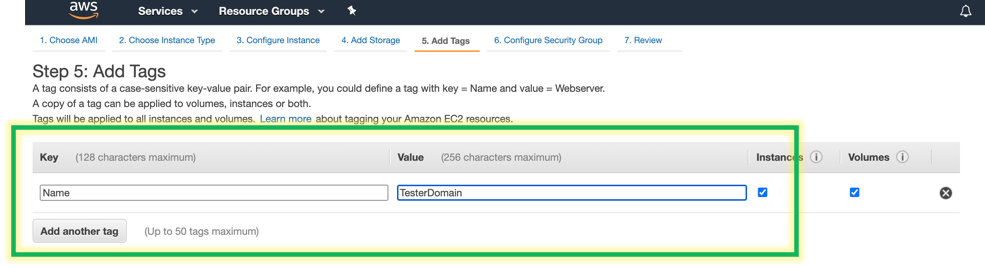 aws Services Resource Groups
1. Choose AMI 2. Choose Instance Type 3. Configure Instance 4. Add Storage 5. Add Tags 6. Configure Security Group 7. Review
Step 5: Add Tags
A tag consists of a case-sensitive key-value pair. For example, you could define a tag with key = Name and value = Webserver.
A copy of a tag can be applied to volumes, instances or both.
Tags will be applied to all instances and volumes. Learn more about tagging your Amazon EC2 resources.
Key (128 characters maximum) Value (256 characters maximum) Instances i Volumes i
Name TesterDomain
Add another tag (Up to 50 tags maximum)